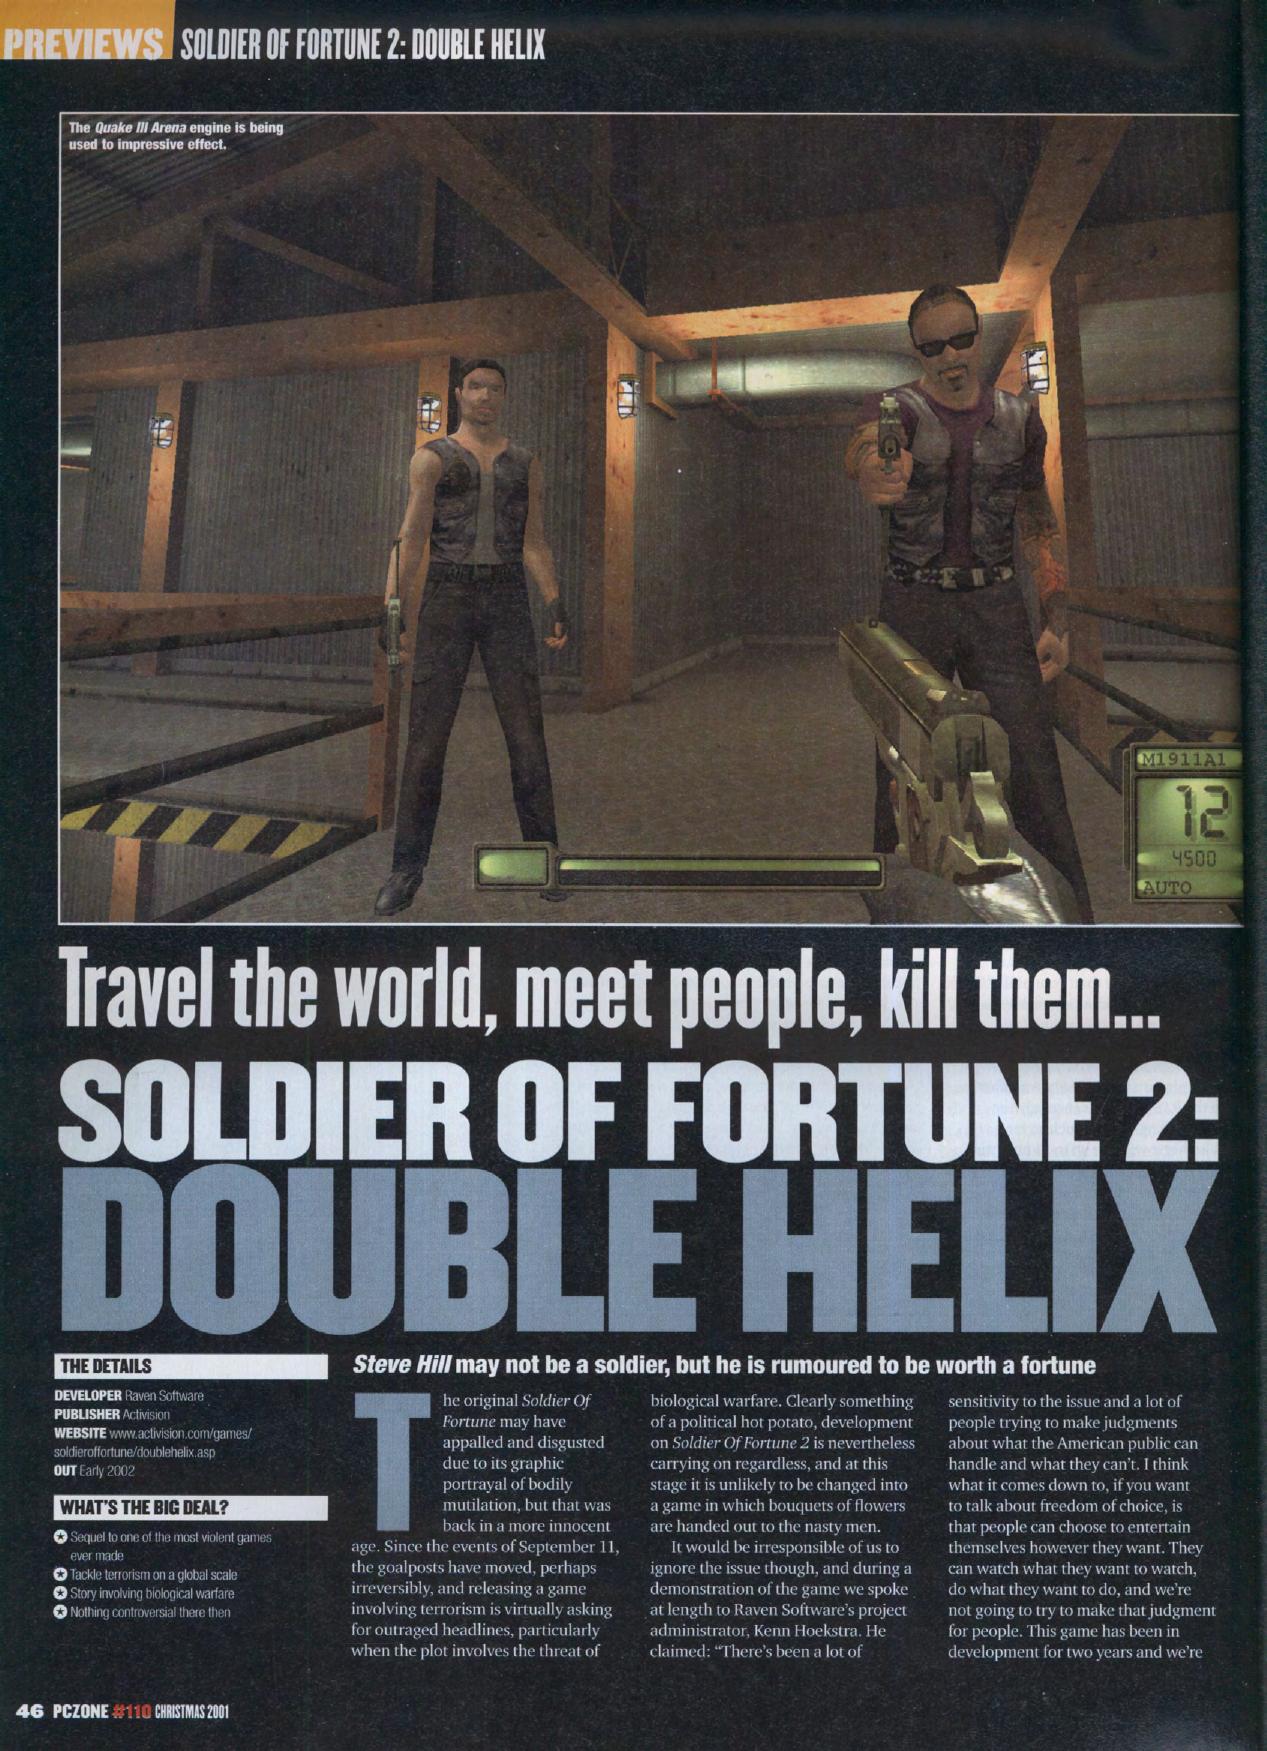 PREVIEWS SOLDIER OF FORTUNE 2: DOUBLE HELIX
The Quake III Arena engine is being
used to impressive effect.
M1911A1
12
4500
AUTO
Travel the world, meet people, kill them...
SOLDIER OF FORTUNE 2:
DOUBLE HELIX
THE DETAILS
DEVELOPER Raven Software
PUBLISHER Activision
WEBSITE www.activision.com/games/
soldieroffortune/doublehelix.asp
OUT Early 2002
WHAT'S THE BIG DEAL?
Sequel to one of the most violent games
ever made
Tackle terrorism on a global scale
Story involving biological warfare
Nothing controversial there then
Steve Hill may not be a soldier, but he is rumoured to be worth a fortune
The original Soldier Of
Fortune may have
appalled and disgusted
due to its graphic
portrayal of bodily
mutilation, but that was
back in a more innocent
age. Since the events of September 11,
the goalposts have moved, perhaps
irreversibly, and releasing a game
involving terrorism is virtually asking
for outraged headlines, particularly
when the plot involves the threat of
biological warfare. Clearly something
of a political hot potato, development
on Soldier Of Fortune 2 is nevertheless
carrying on regardless, and at this
stage it is unlikely to be changed into
a game in which bouquets of flowers
are handed out to the nasty men.
It would be irresponsible of us to
ignore the issue though, and during a
demonstration of the game we spoke
at length to Raven Software's project
administrator, Kenn Hoekstra. He
claimed: "There's been a lot of
sensitivity to the issue and a lot of
people trying to make judgments
about what the American public can
handle and what they can't. I think
what it comes down to, if you want
to talk about freedom of choice, is
that people can choose to entertain
themselves however they want. They
can watch what they want to watch,
do what they want to do, and we're
not going to try to make that judgment
for people. This game has been in
development for two years and we're
46 PCZONE #110 CHRISTMAS 2001